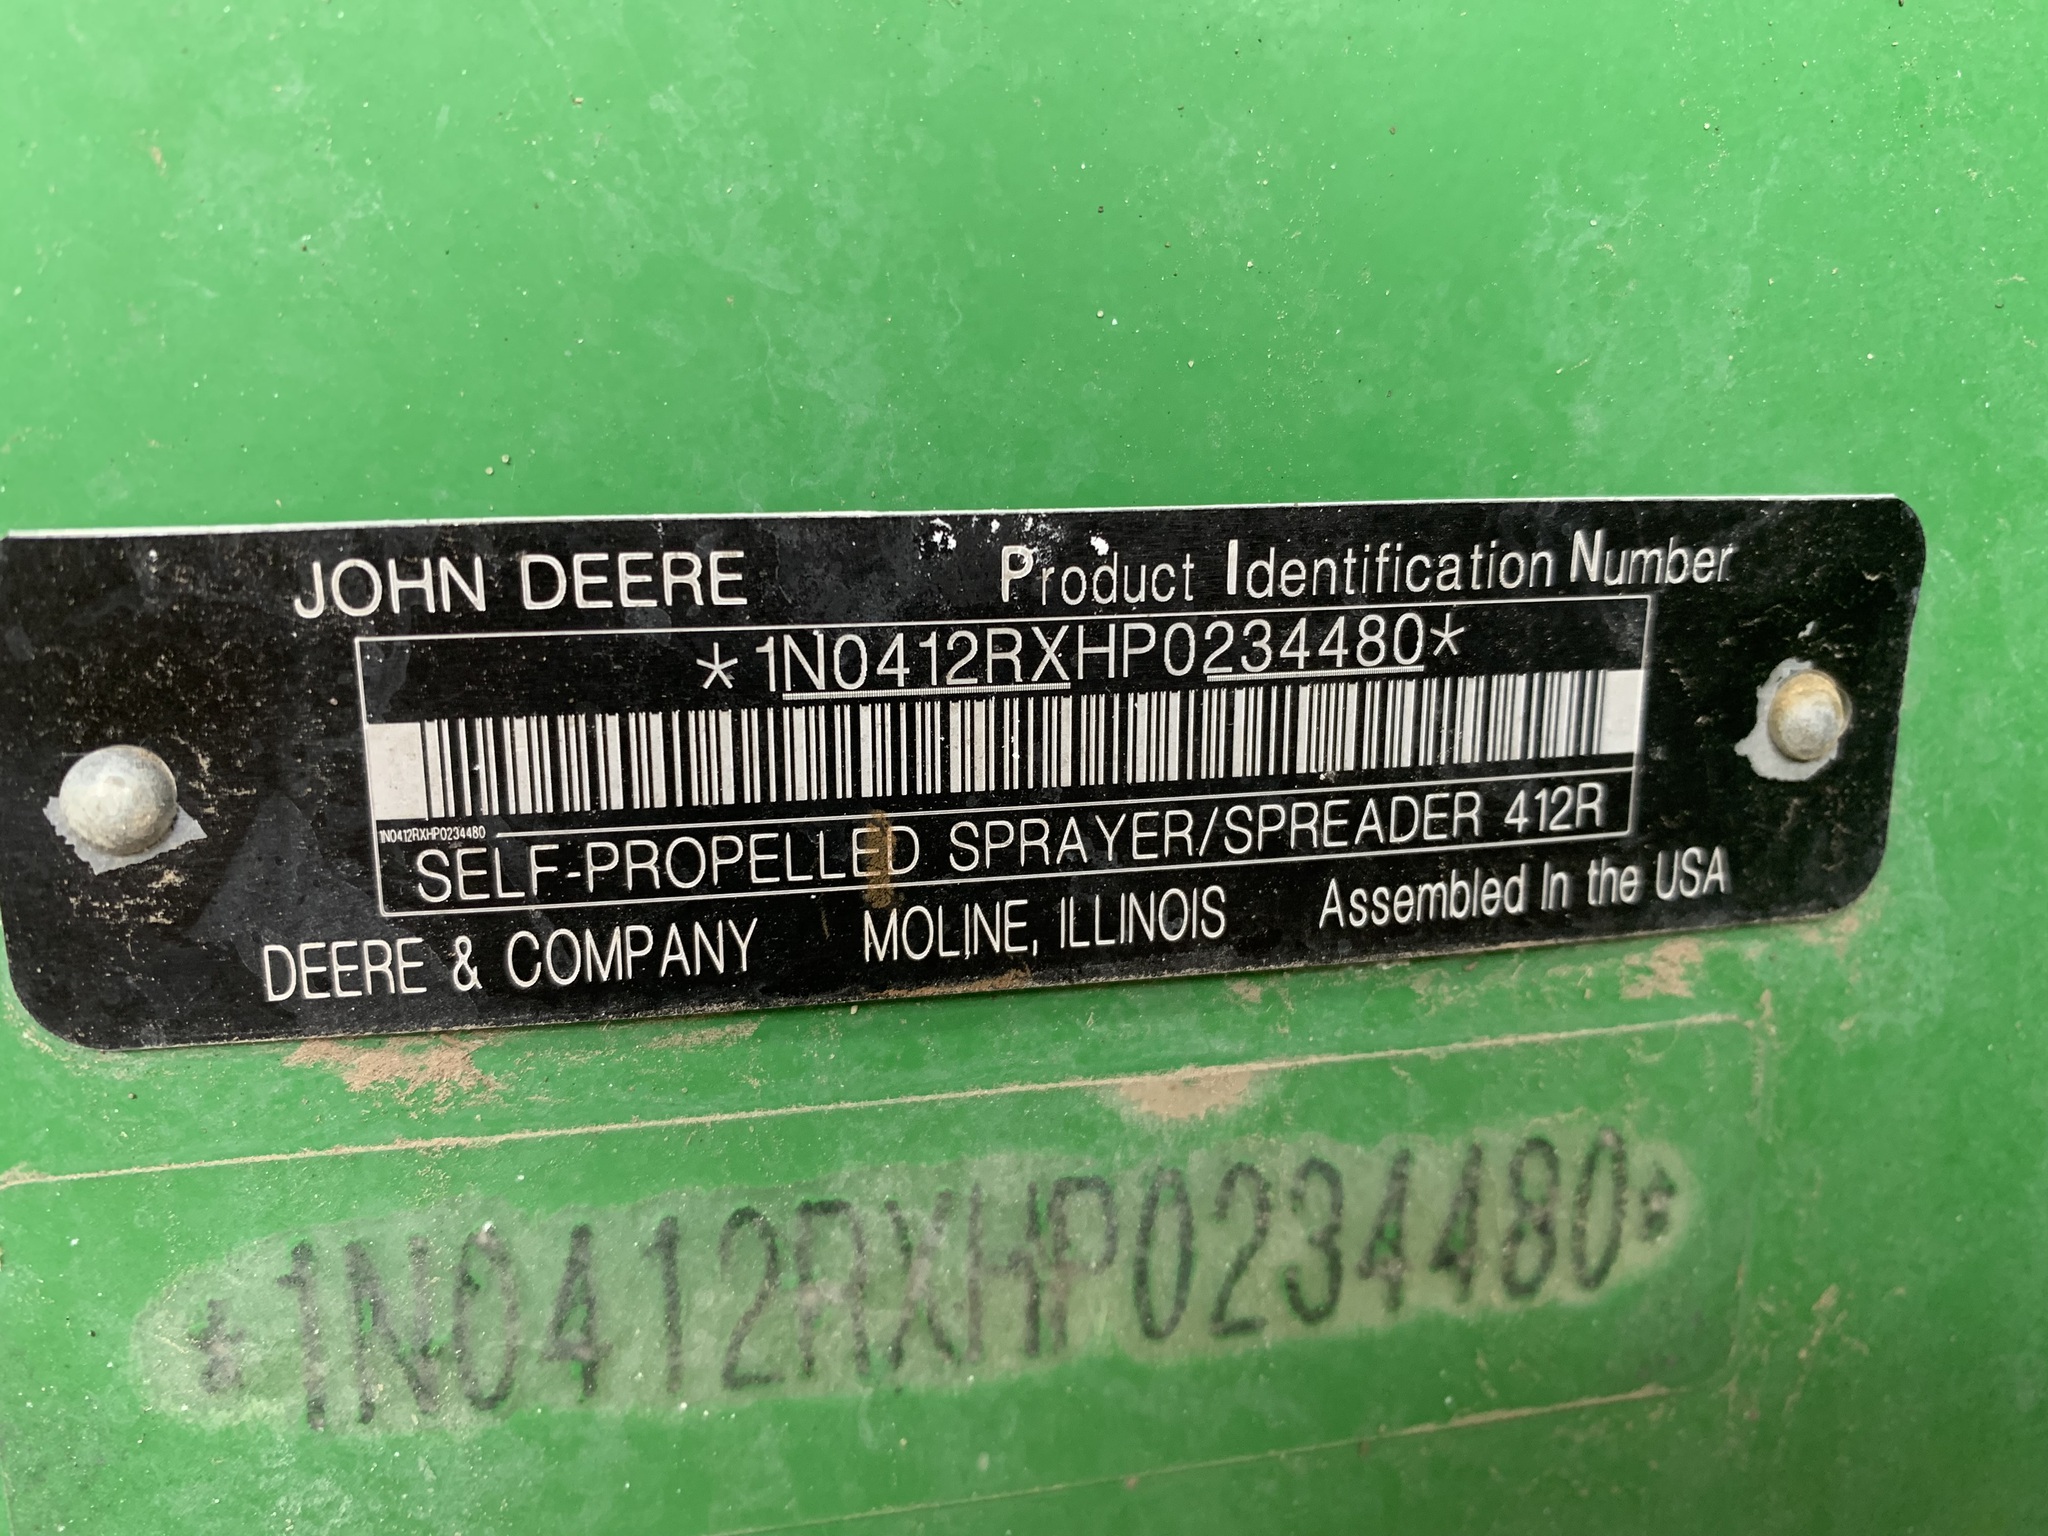 JOHN DEERE Product Identification Number
*1N0412RXHP0234480*
1N0412RXHP0234480
SELF-PROPELLED SPRAYER/SPREADER 412R
DEERE & COMPANY MOLINE, ILLINOIS Assembled In the USA
*1N0412RXHP0234480*